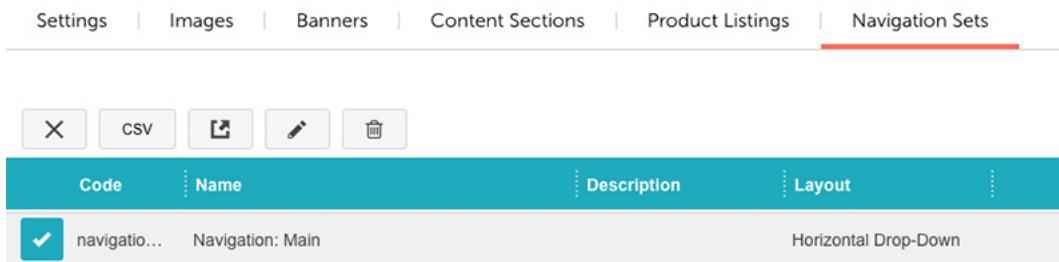 Settings Images Banners Content Sections Product Listings Navigation Sets
CSV
Code Name Description Layout
navigatio... Navigation: Main Horizontal Drop-Down